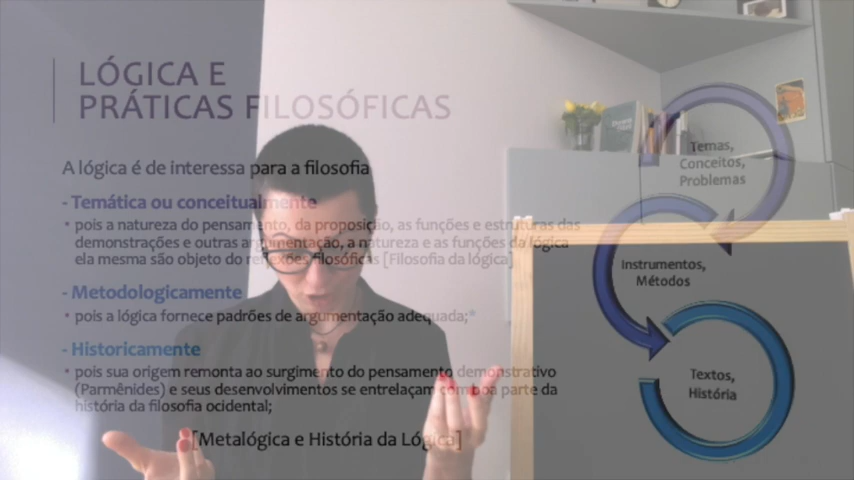 LÓGICA E
PRÁTICAS FILOSÓFICAS
A lógica é de interessa para a filosofia
- Temática ou conceitualmente
• pois a natureza do pensamento, da proposição, as funções e estruturas das
demonstrações e outras argumentação, a natureza e as funções da lógica
ela mesma são objeto do reflexões filosóficas [Filosofia da lógica]
- Metodologicamente
• pois a lógica fornece padrões de argumentação adequada;*
- Historicamente
• pois sua origem remonta ao surgimento do pensamento demonstrativo
(Parmênides) e seus desenvolvimentos se entrelaçam com boa parte da
história da filosofia ocidental;
[Metalógica e História da Lógica]
Temas,
Conceitos,
Problemas
Instrumentos,
Métodos
Textos,
História